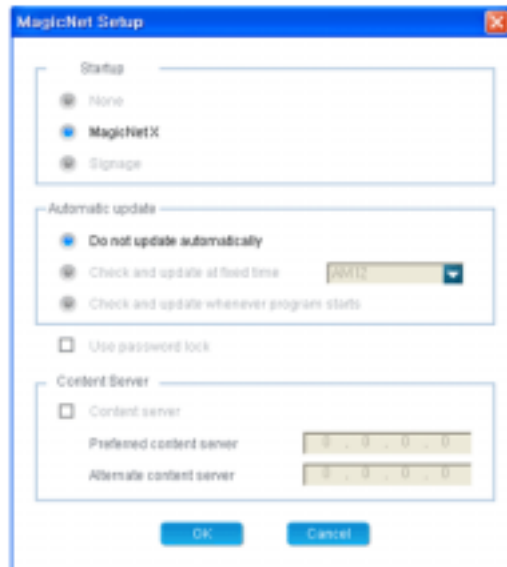 MagicNet Setup
Startup
None
MagicNet X
Signage
Automatic update
Do not update automatically
Check and update at fixed time AM12
Check and update whenever program starts
Use password lock
Content Server
Content server
Preferred content server 0 . 0 . 0 . 0
Alternate content server 0 . 0 . 0 . 0
OK Cancel